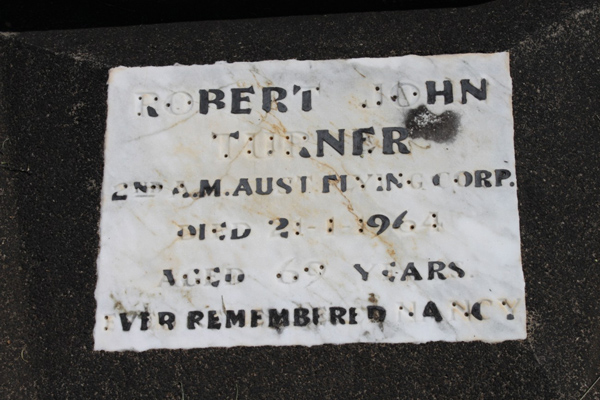 ROBERT JOHN
TURNER
2ND A.M. AUST. FLYING CORP.
DIED 21-1-1964
AGED 69 YEARS
EVER REMEMBERED NANCY